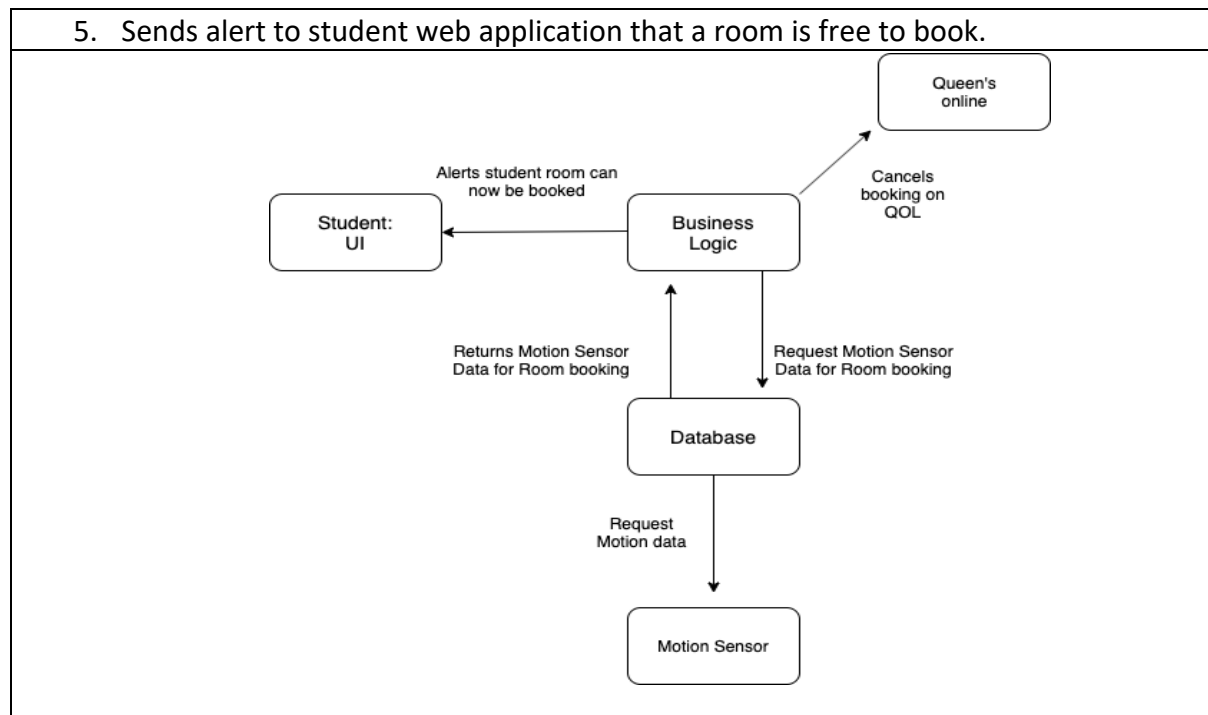 5. Sends alert to student web application that a room is free to book.
Queen's
online
Alerts student room can
now be booked
Cancels
booking on
QOL
Student:
UI
Business
Logic
Returns Motion Sensor
Data for Room booking
Request Motion Sensor
Data for Room booking
Database
Request
Motion data
Motion Sensor